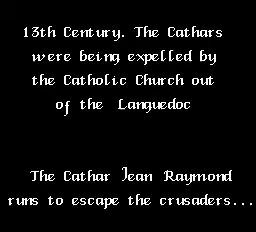 13th Century. The Cathars
were being expelled by
the Catholic Church out
of the Languedoc
The Cathar Jean Raymond
runs to escape the crusaders...